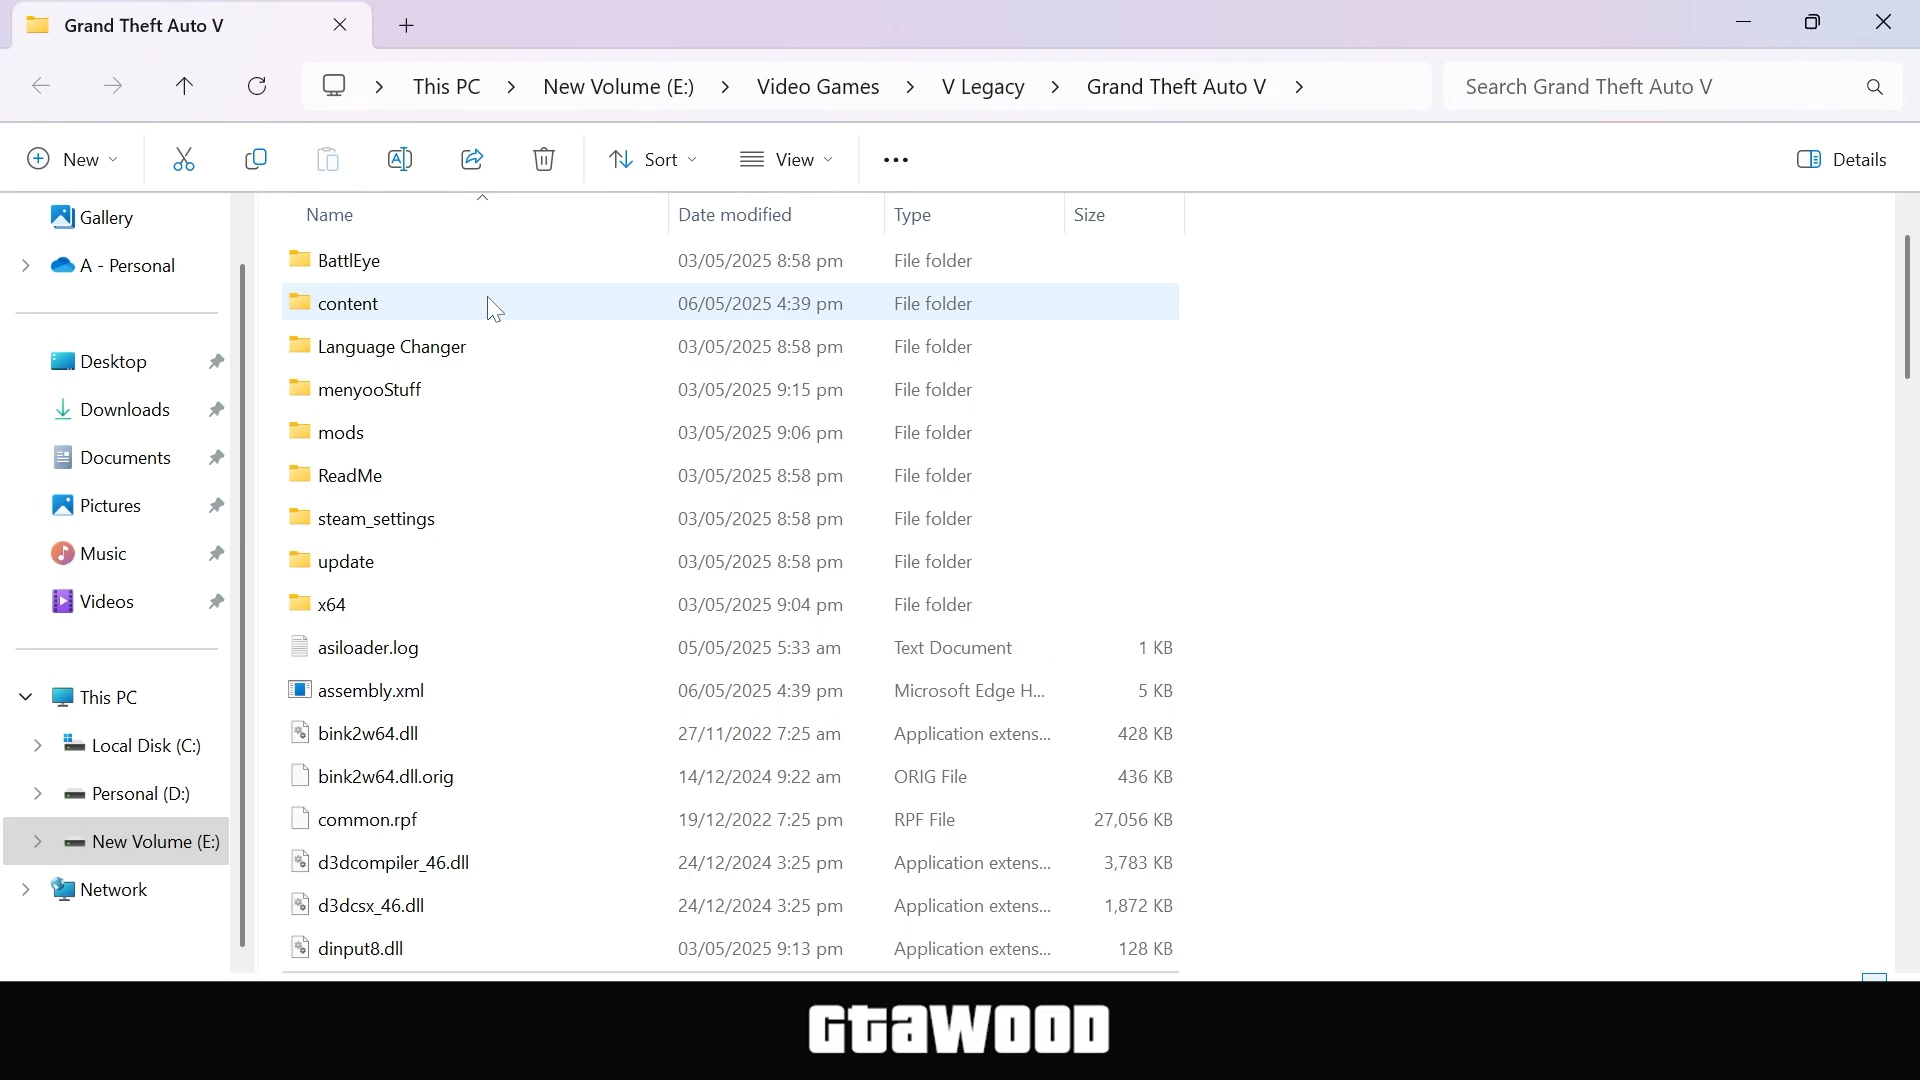 Grand Theft Auto V
This PC
New Volume (E:)
Video Games
V Legacy
Grand Theft Auto V
Search Grand Theft Auto V
New
Sort
View
Details
Gallery
A - Personal
Desktop
Downloads
Documents
Pictures
Music
Videos
This PC
Local Disk (C:)
Personal (D:)
New Volume (E:)
Network
Name Date modified Type Size
BattlEye 03/05/2025 8:58 pm File folder
content 06/05/2025 4:39 pm File folder
Language Changer 03/05/2025 8:58 pm File folder
menyooStuff 03/05/2025 9:15 pm File folder
mods 03/05/2025 9:06 pm File folder
ReadMe 03/05/2025 8:58 pm File folder
steam_settings 03/05/2025 8:58 pm File folder
update 03/05/2025 8:58 pm File folder
x64 03/05/2025 9:04 pm File folder
asiloader.log 05/05/2025 5:33 am Text Document 1 KB
assembly.xml 06/05/2025 4:39 pm Microsoft Edge H... 5 KB
bink2w64.dll 27/11/2022 7:25 am Application extens... 428 KB
bink2w64.dll.orig 14/12/2024 9:22 am ORIG File 436 KB
common.rpf 19/12/2022 7:25 pm RPF File 27,056 KB
d3dcompiler_46.dll 24/12/2024 3:25 pm Application extens... 3,783 KB
d3dcsx_46.dll 24/12/2024 3:25 pm Application extens... 1,872 KB
dinput8.dll 03/05/2025 9:13 pm Application extens... 128 KB
GTAWOOD